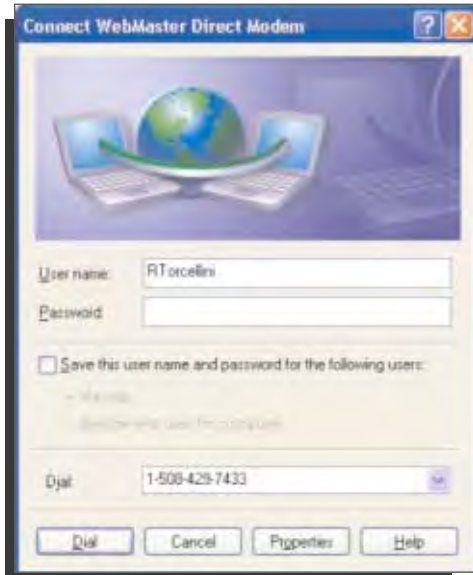 Connect WebMaster Direct Modem
User name:
RTorcellini
Password:
Save this user name and password for the following users:
Dial:
1-508-429-7433
Dial
Cancel
Properties
Help